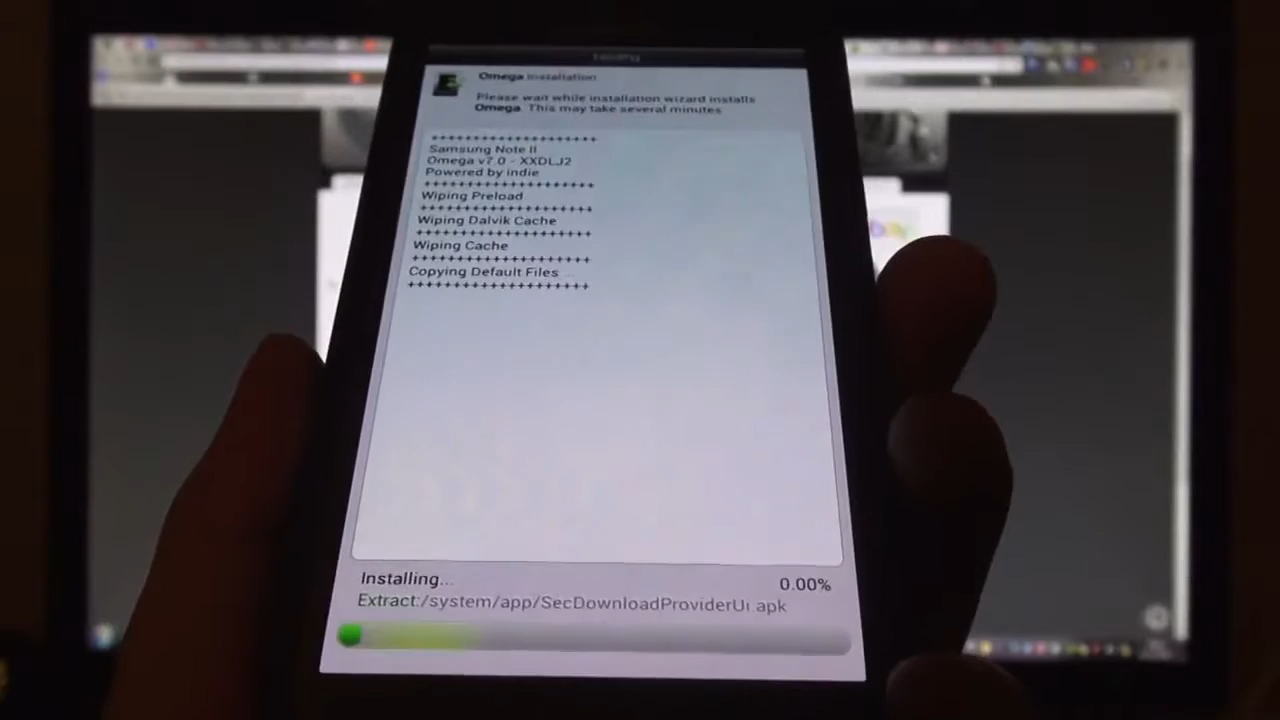 Installing
Omega Installation
Please wait while installation wizard installs
Omega. This may take several minutes
++++++++++++++++++++
Samsung Note II
Omega v7.0 - XXDLJ2
Powered by indie
++++++++++++++++++++
Wiping Preload
++++++++++++++++++++
Wiping Dalvik Cache
++++++++++++++++++++
Wiping Cache
++++++++++++++++++++
Copying Default Files ...
++++++++++++++++++++
Installing...
0.00%
Extract:/system/app/SecDownloadProviderUi.apk